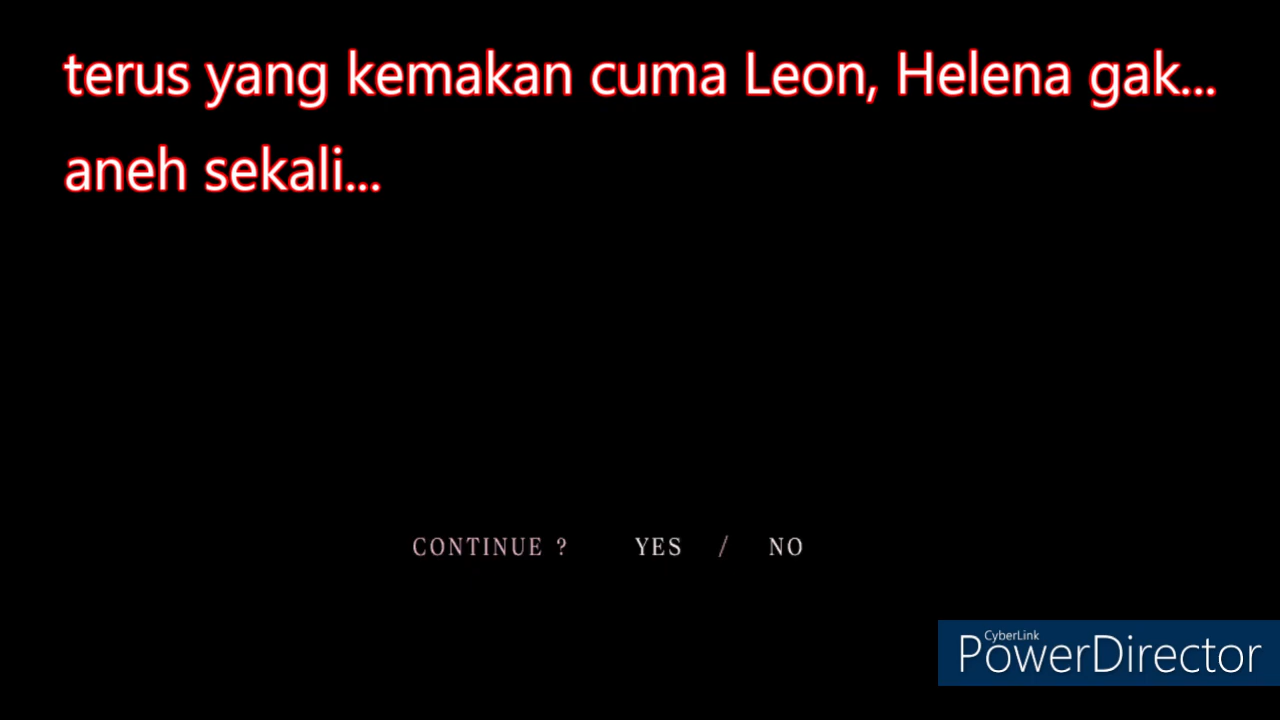 terus yang kemakan cuma Leon, Helena gak...
aneh sekali...
CONTINUE ? YES / NO
CyberLink
PowerDirector